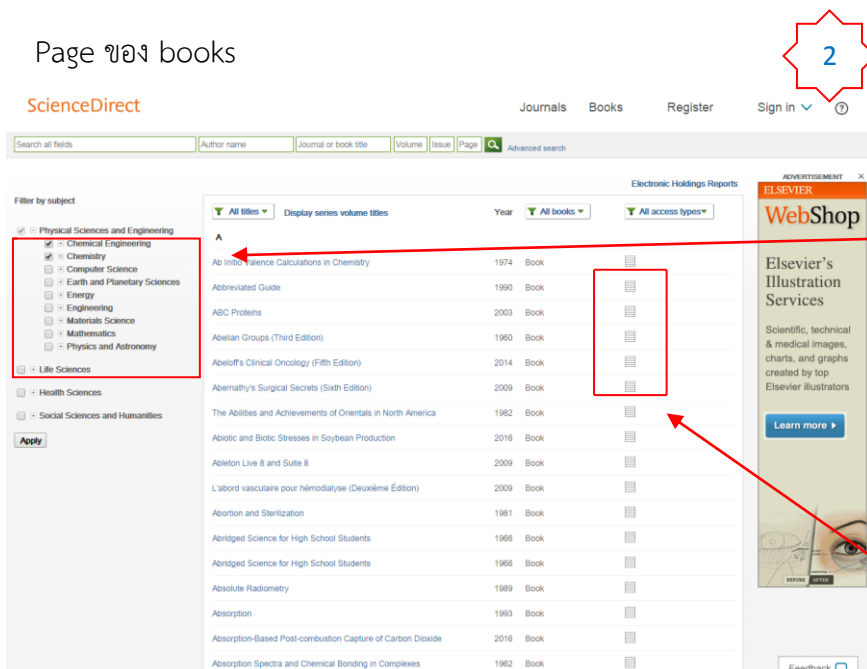 Page ของ books
2
ScienceDirect
Journals Books Register Sign in ?
Search all fields Author name Journal or book title Volume Issue Page Advanced search
ADVERTISEMENT X
Electronic Holdings Reports
ELSEVIER
WebShop
Elsevier's
Illustration
Services
Scientific, technical
& medical images,
charts, and graphs
created by top
Elsevier illustrators
Learn more
BEFORE AFTER
Filter by subject
Physical Sciences and Engineering
Chemical Engineering
Chemistry
Computer Science
Earth and Planetary Sciences
Energy
Engineering
Materials Science
Mathematics
Physics and Astronomy
Life Sciences
Health Sciences
Social Sciences and Humanities
Apply
All titles Display series volume titles Year All books All access types
A
Ab Initio Valence Calculations in Chemistry 1974 Book
Abbreviated Guide 1990 Book
ABC Proteins 2003 Book
Abelian Groups (Third Edition) 1960 Book
Abeloff's Clinical Oncology (Fifth Edition) 2014 Book
Abernathy's Surgical Secrets (Sixth Edition) 2009 Book
The Abilities and Achievements of Orientals in North America 1982 Book
Abiotic and Biotic Stresses in Soybean Production 2016 Book
Ableton Live 8 and Suite 8 2009 Book
L'abord vasculaire pour hémodialyse (Deuxième Édition) 2009 Book
Abortion and Sterilization 1981 Book
Abridged Science for High School Students 1966 Book
Abridged Science for High School Students 1966 Book
Absolute Radiometry 1989 Book
Absorption 1993 Book
Absorption-Based Post-combustion Capture of Carbon Dioxide 2016 Book
Absorption Spectra and Chemical Bonding in Complexes 1962 Book
Feedback